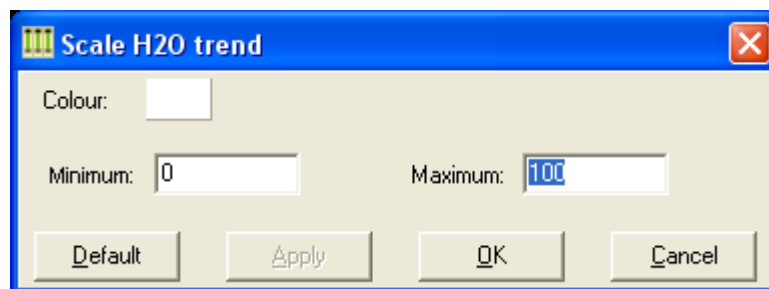 Scale H2O trend
Colour:
Minimum: 0 Maximum: 100
Default Apply OK Cancel